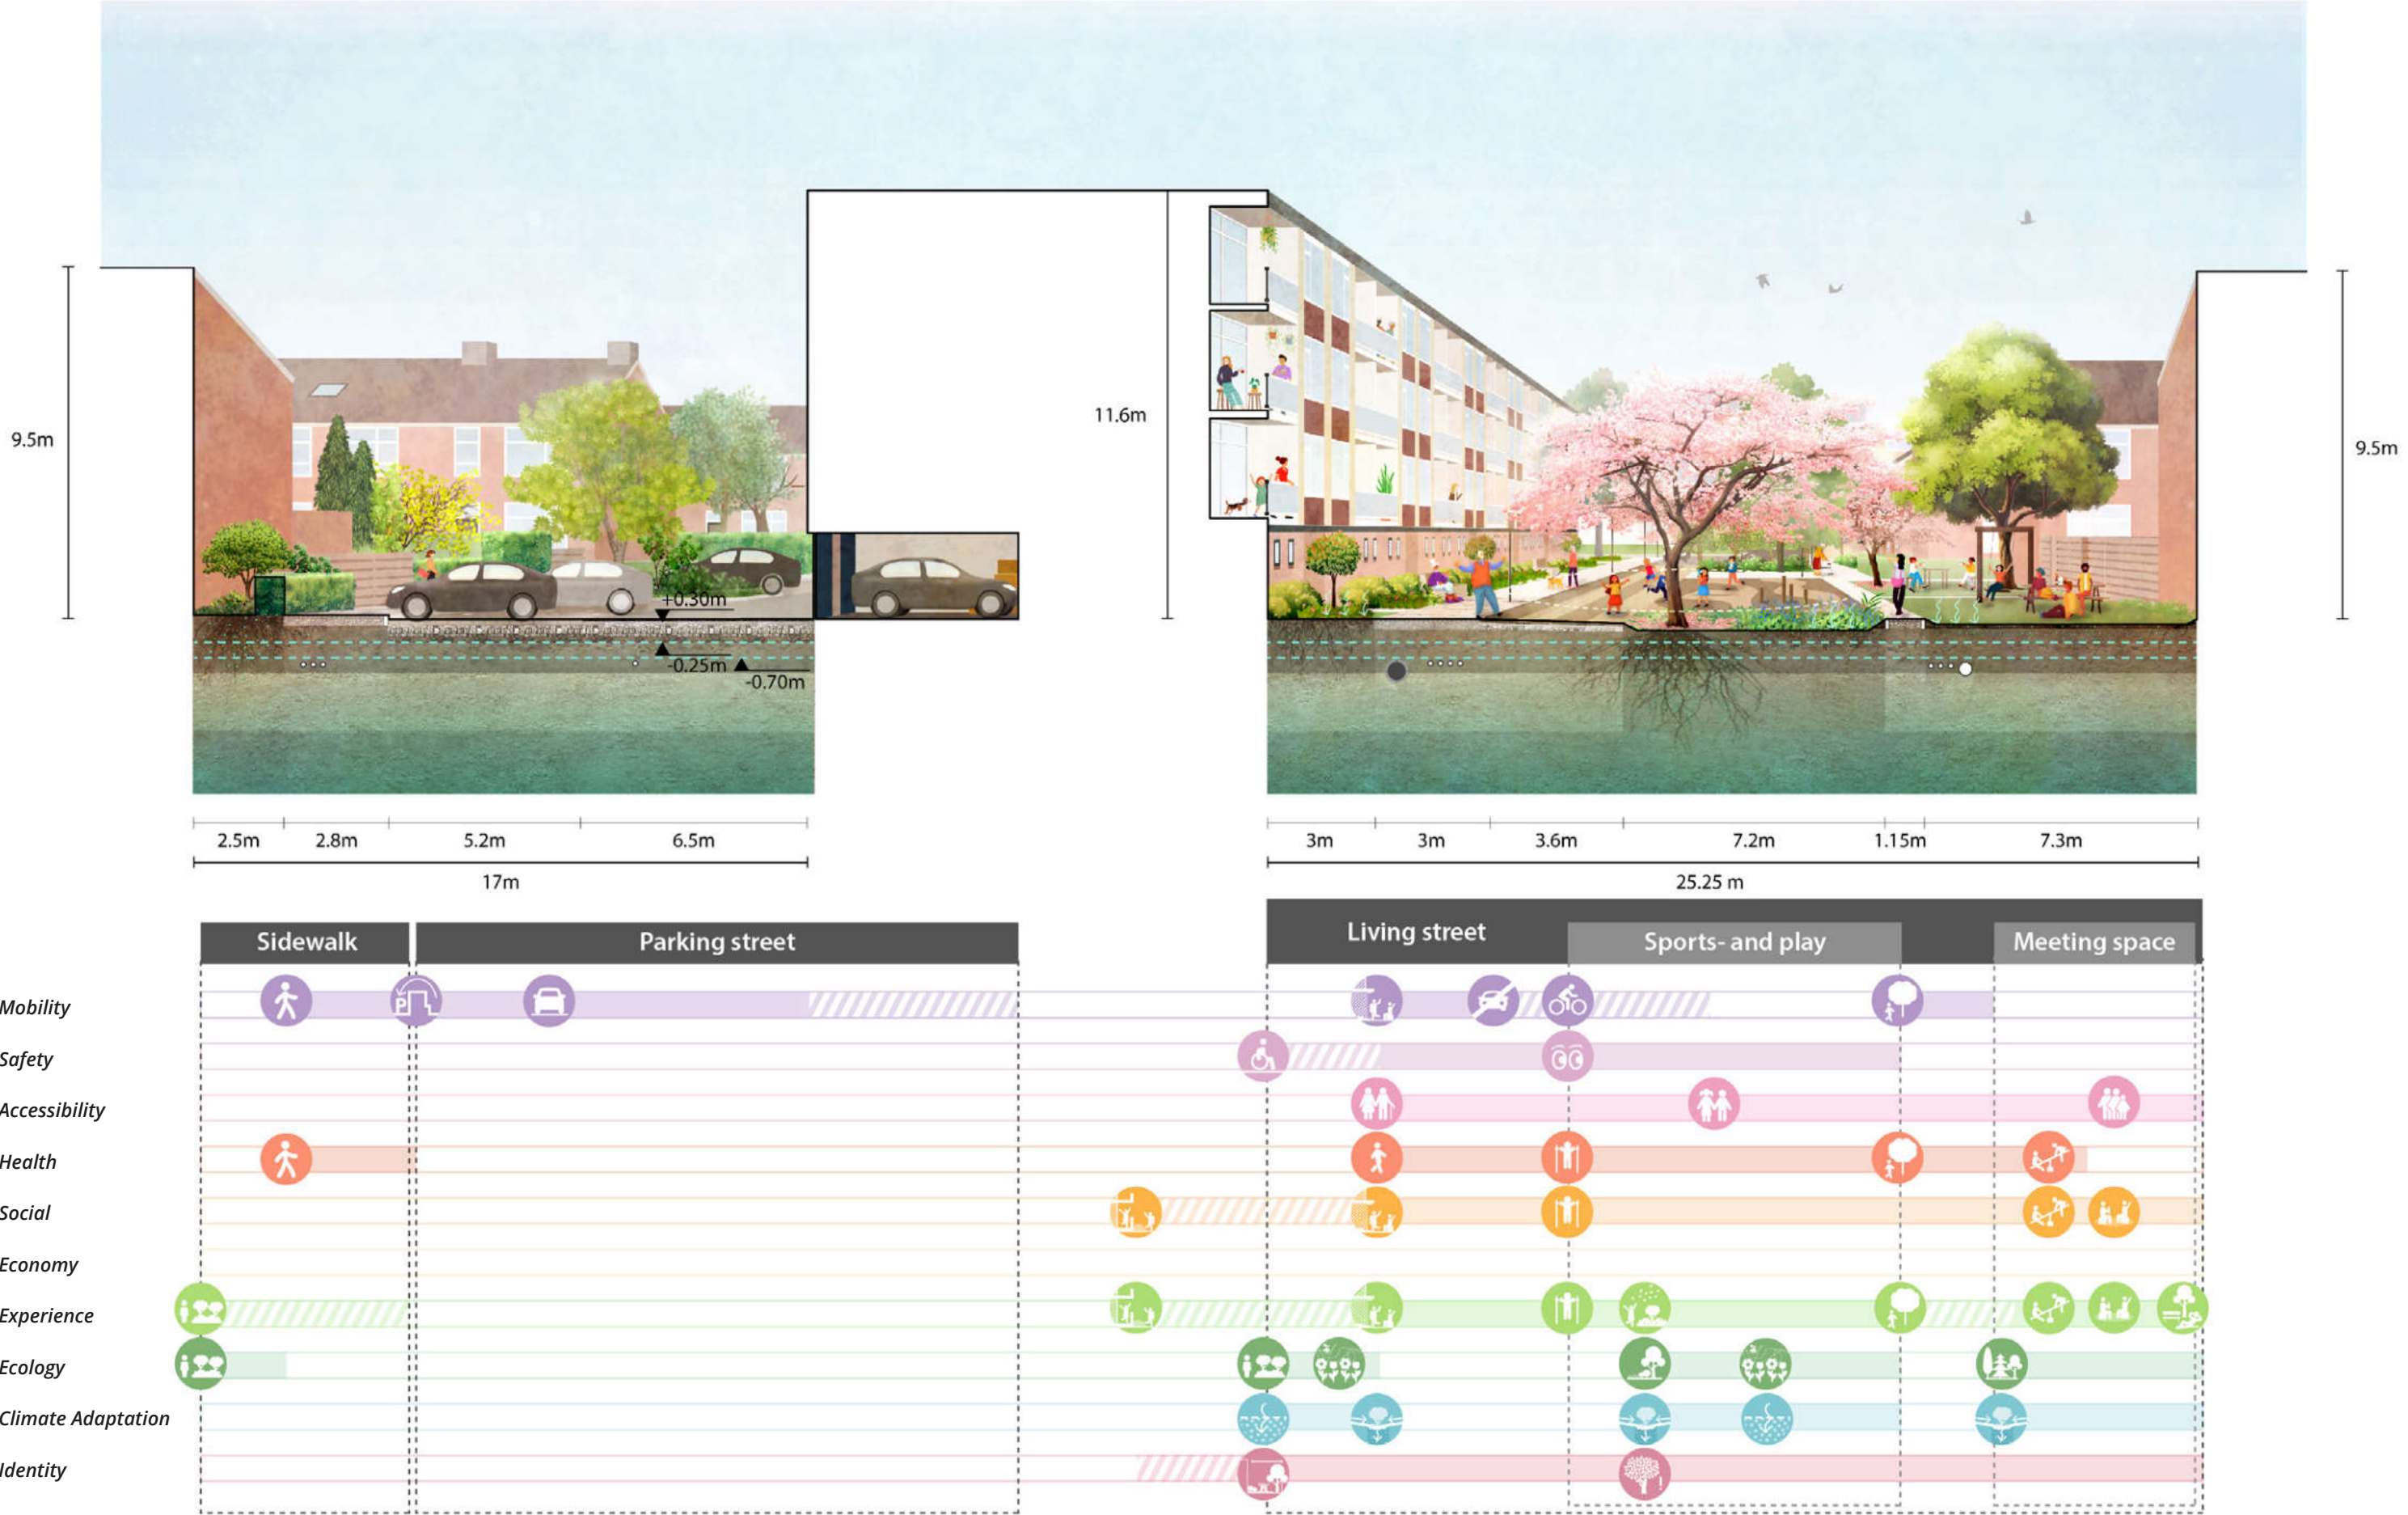 9.5m
11.6m
9.5m
+0.30m
-0.25m
-0.70m
2.5m 2.8m 5.2m 6.5m
17m
3m 3m 3.6m 7.2m 1.15m 7.3m
25.25 m
Sidewalk
Parking street
Living street
Sports- and play
Meeting space
Mobility
P
Safety
Accessibility
Health
Social
Economy
Experience
Ecology
Climate Adaptation
Identity